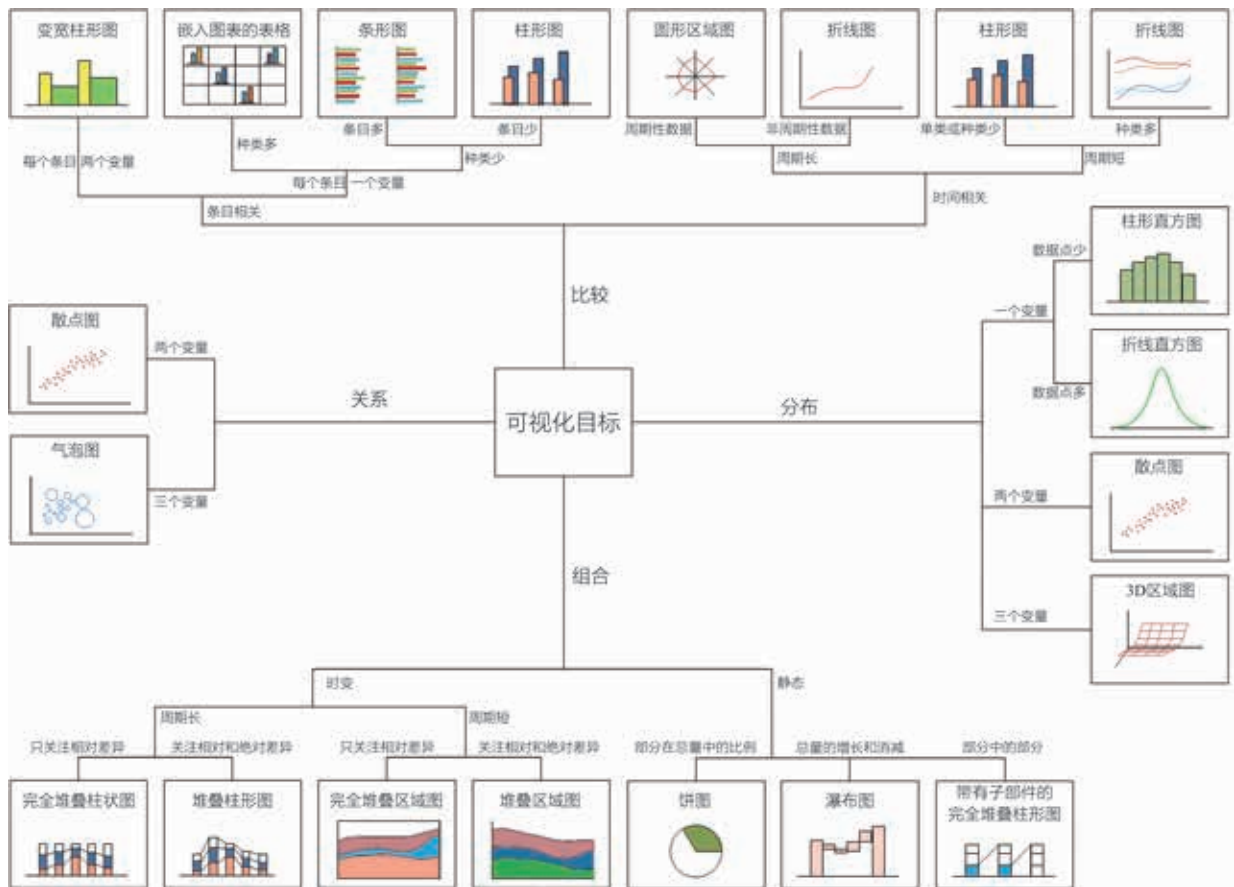 变宽柱形图
嵌入图表的表格
条形图
柱形图
圆形区域图
折线图
柱形图
折线图
种类多
条目多
条目少
周期性数据
非周期性数据
单类或种类少
种类多
每个条目 两个变量
种类少
周期长
周期短
每个条目 一个变量
条目相关
时间相关
比较
柱形直方图
数据点少
一个变量
折线直方图
数据点多
散点图
两个变量
关系
可视化目标
分布
气泡图
三个变量
散点图
两个变量
组合
3D区域图
三个变量
时变
静态
周期长
周期短
只关注相对差异
关注相对和绝对差异
只关注相对差异
关注相对和绝对差异
部分在总量中的比例
总量的增长和消减
部分中的部分
完全堆叠柱状图
堆叠柱形图
完全堆叠区域图
堆叠区域图
饼图
瀑布图
带有子部件的
完全堆叠柱形图